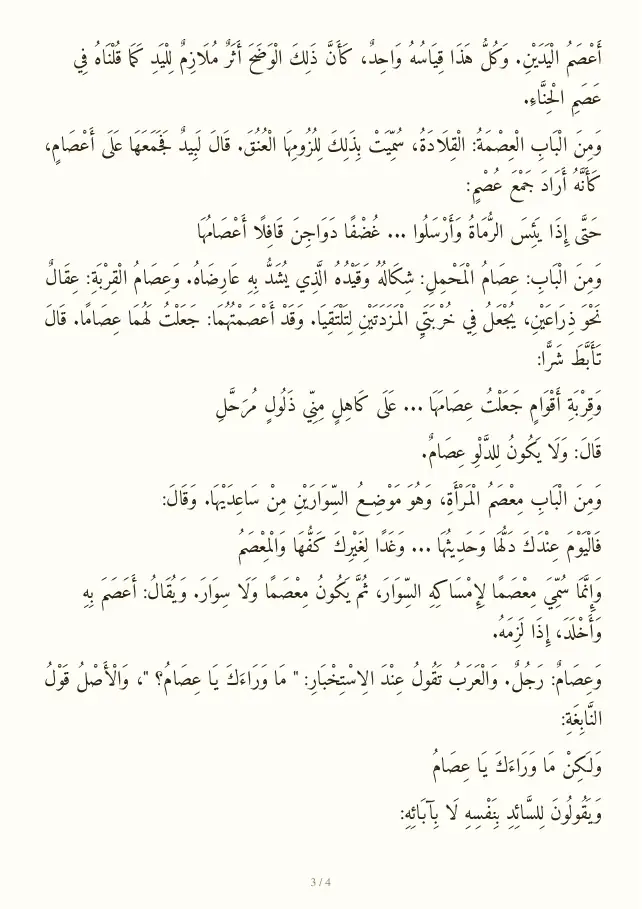 أَعْصَمُ الْيَدَيْنِ. وَكُلُّ هَذَا قِيَاسُهُ وَاحِدٌ، كَأَنَّ ذَلِكَ الْوَضَحَ أَثَرٌ مُلَازِمٌ لِلْيَدِ كَمَا قُلْنَاهُ فِي
عَصَمِ الْحِنَّاءِ.
وَمِنَ الْبَابِ الْعِصْمَةُ: الْقِلَادَةُ، سُمِّيَتْ بِذَلِكَ لِلُزُومِهَا الْعُنُقَ. قَالَ لَبِيدٌ فَجَمَعَهَا عَلَى أَعْصَامٍ،
كَأَنَّهُ أَرَادَ جَمْعَ عُصْمٍ:
حَتَّى إِذَا يَئِسَ الرُّمَاةُ وَأَرْسَلُوا ... غُضْفًا دَوَاجِنَ قَافِلًا أَعْصَامُهَا
وَمِنَ الْبَابِ: عِصَامُ الْمَحْمِلِ: شِكَالُهُ وَقَيْدُهُ الَّذِي يُشَدُّ بِهِ عَارِضَاهُ. وَعِصَامُ الْقِرْبَةِ: عِقَالٌ
نَحْوَ ذِرَاعَيْنِ، يُجْعَلُ فِي خُرْبَتَيِ الْمَزَدَتَيْنِ لِتَلْتَقِيَا. وَقَدْ أَعْصَمْتُهُمَا: جَعَلْتُ لَهُمَا عِصَامًا. قَالَ
تَأَبَّطَ شَرًّا:
وَقِرْبَةِ أَقْوَامٍ جَعَلْتُ عِصَامَهَا ... عَلَى كَاهِلٍ مِنِّي ذَلُولٍ مُرَحَّلِ
قَالَ: وَلَا يَكُونُ لِلدَّلْوِ عِصَامٌ.
وَمِنَ الْبَابِ مِعْصَمُ الْمَرْأَةِ، وَهُوَ مَوْضِعُ السِّوَارَيْنِ مِنْ سَاعِدَيْهَا. وَقَالَ:
فَالْيَوْمَ عِنْدَكَ دَلُّهَا وَحَدِيثُهَا ... وَغَدًا لِغَيْرِكَ كَفُّهَا وَالْمِعْصَمُ
وَإِنَّمَا سُمِّيَ مِعْصَمًا لِإِمْسَاكِهِ السِّوَارَ، ثُمَّ يَكُونُ مِعْصَمًا وَلَا سِوَارَ. وَيُقَالُ: أَعْصَمَ بِهِ
وَأَخْلَدَ، إِذَا لَزِمَهُ.
وَعِصَامٌ: رَجُلٌ. وَالْعَرَبُ تَقُولُ عِنْدَ الِاسْتِخْبَارِ: " مَا وَرَاءَكَ يَا عِصَامُ؟ "، وَالْأَصْلُ قَوْلُ
النَّابِغَةِ:
وَلَكِنْ مَا وَرَاءَكَ يَا عِصَامُ
وَيَقُولُونَ لِلسَّائِدِ بِنَفْسِهِ لَا بِآبَائِهِ:
3 / 4